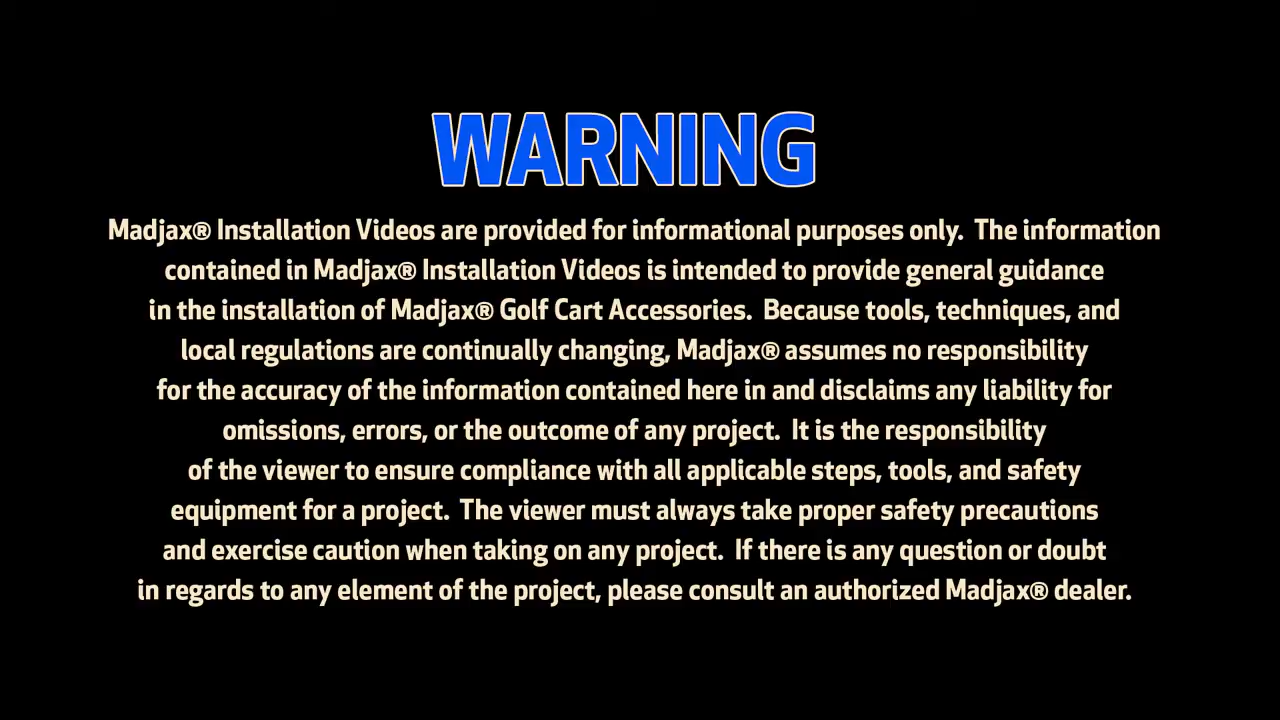 WARNING
Madjax® Installation Videos are provided for informational purposes only.  The information
contained in Madjax® Installation Videos is intended to provide general guidance
in the installation of Madjax® Golf Cart Accessories.  Because tools, techniques, and
local regulations are continually changing, Madjax® assumes no responsibility
for the accuracy of the information contained here in and disclaims any liability for
omissions, errors, or the outcome of any project.  It is the responsibility
of the viewer to ensure compliance with all applicable steps, tools, and safety
equipment for a project.  The viewer must always take proper safety precautions
and exercise caution when taking on any project.  If there is any question or doubt
in regards to any element of the project, please consult an authorized Madjax® dealer.